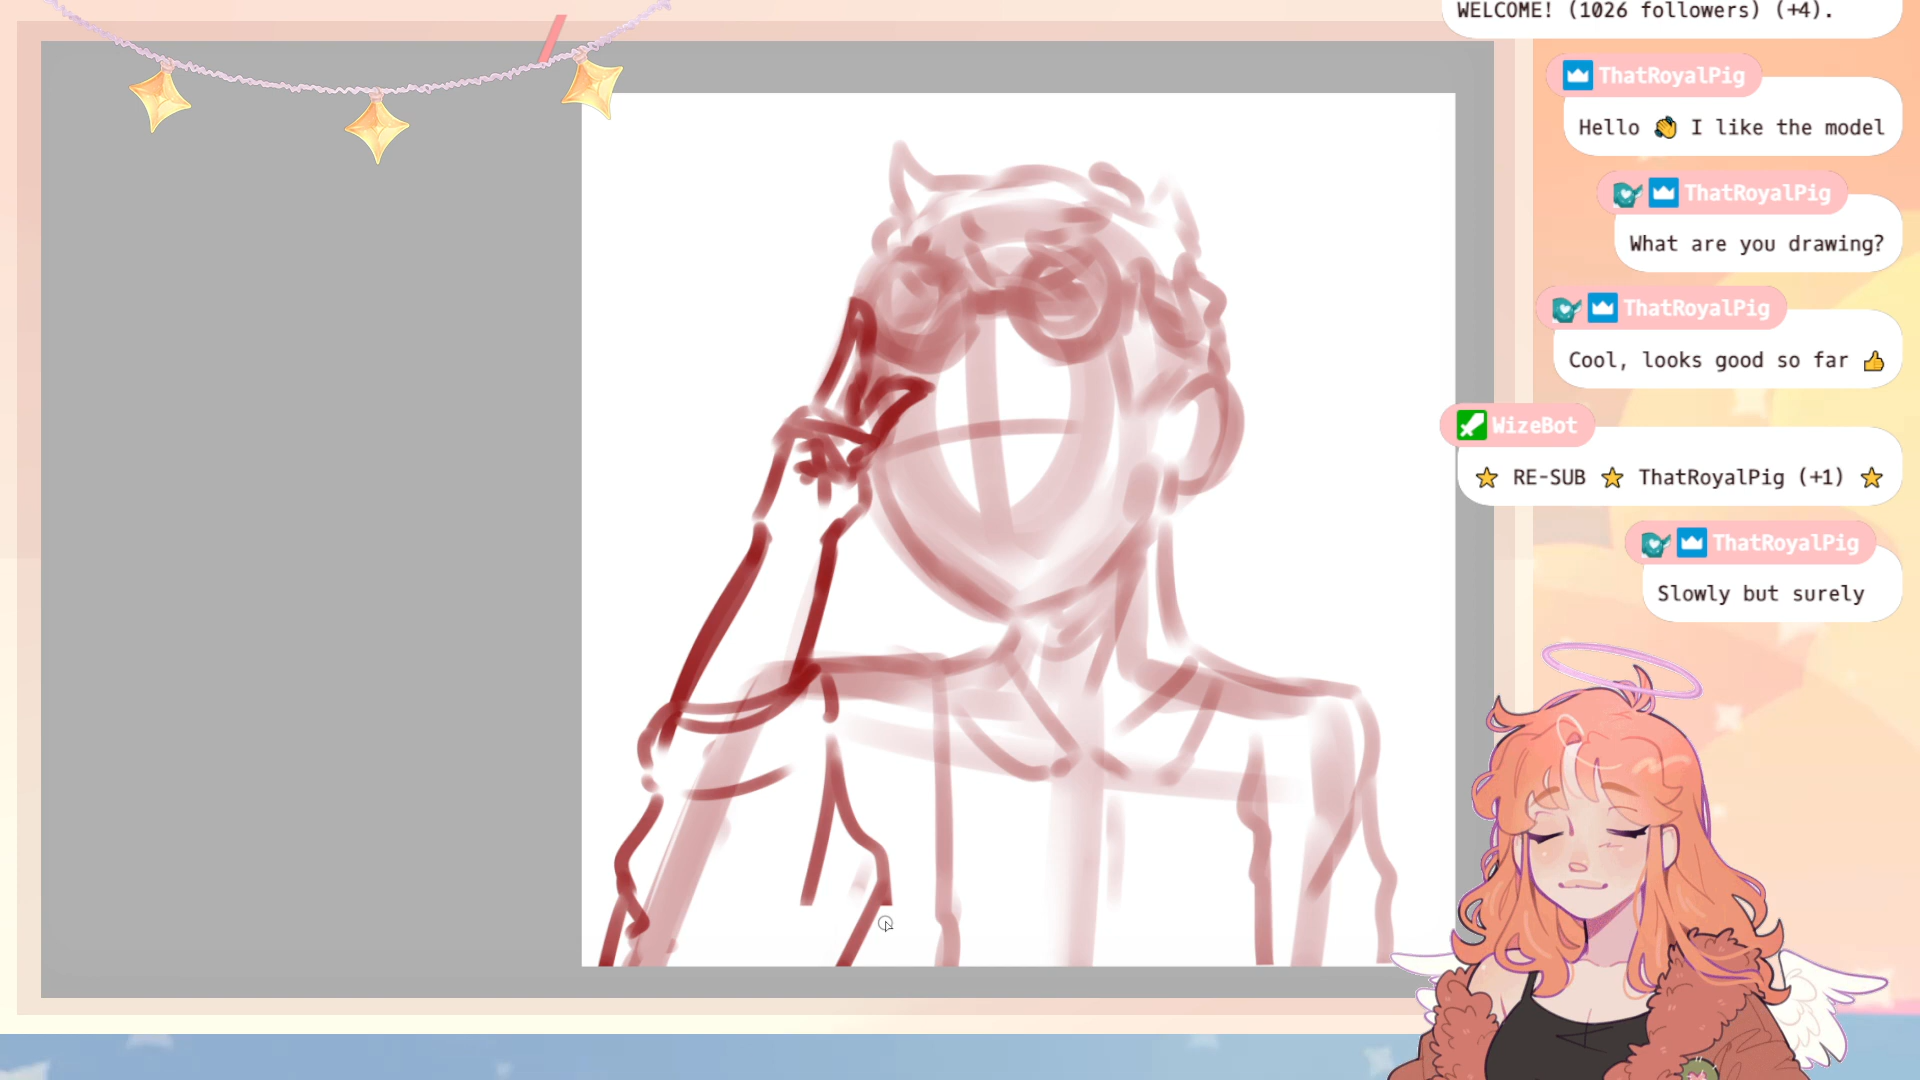 WELCOME! (1026 followers) (+4).
ThatRoyalPig
Hello 👏 I like the model
ThatRoyalPig
What are you drawing?
ThatRoyalPig
Cool, looks good so far 👍
WizeBot
⭐ RE-SUB ⭐ ThatRoyalPig (+1) ⭐
ThatRoyalPig
Slowly but surely